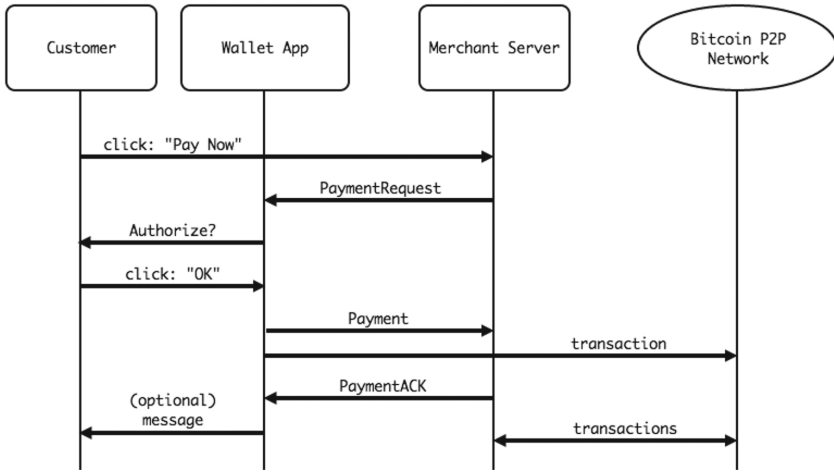 Customer
Wallet App
Merchant Server
Bitcoin P2P
Network
click: "Pay Now"
PaymentRequest
Authorize?
click: "OK"
Payment
transaction
PaymentACK
(optional)
message
transactions